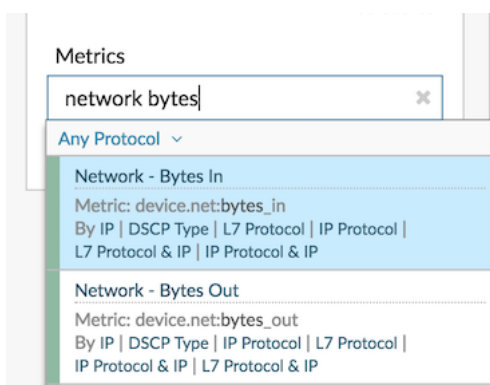 Metrics
network bytes
Any Protocol
Network - Bytes In
Metric: device.net:bytes_in
By IP | DSCP Type | L7 Protocol | IP Protocol |
L7 Protocol & IP | IP Protocol & IP
Network - Bytes Out
Metric: device.net:bytes_out
By IP | DSCP Type | IP Protocol | L7 Protocol |
IP Protocol & IP | L7 Protocol & IP